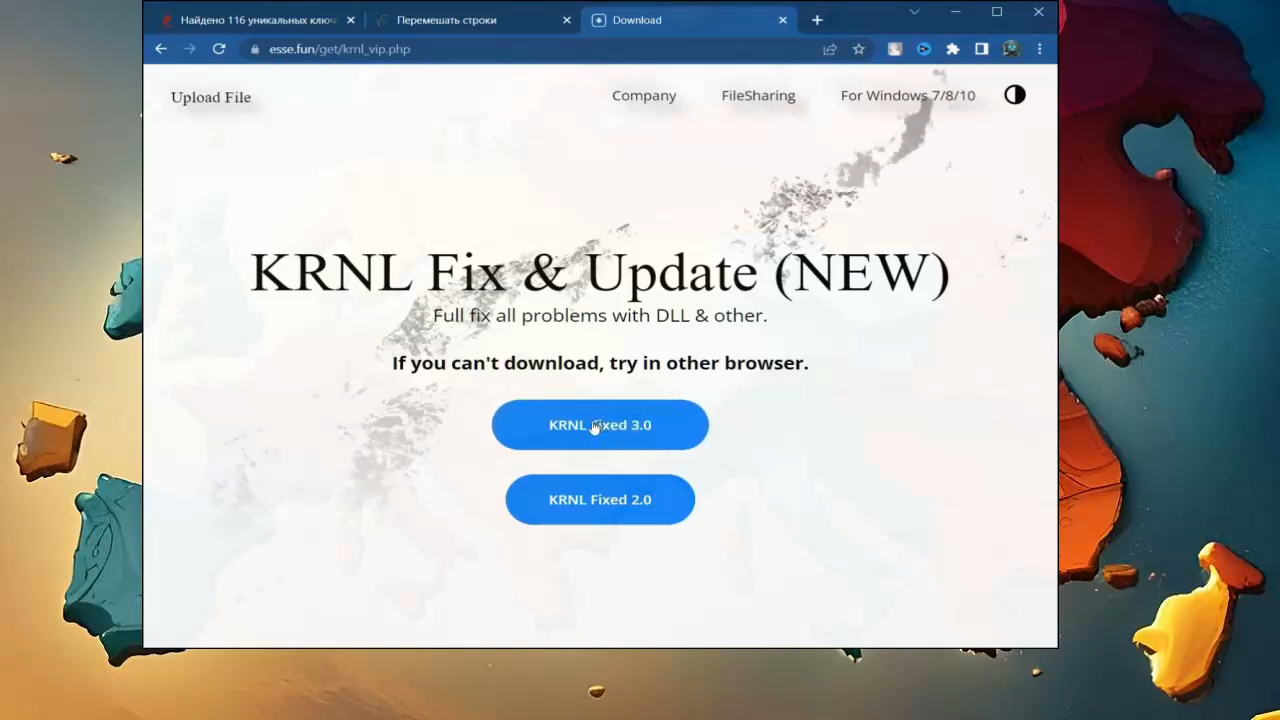 Найдено 116 уникальных ключ
Перемешать строки
Download
esse.fun/get/krnl_vip.php
Upload File
Company
FileSharing
For Windows 7/8/10
KRNL Fix & Update (NEW)
Full fix all problems with DLL & other.
If you can't download, try in other browser.
KRNL Fixed 3.0
KRNL Fixed 2.0